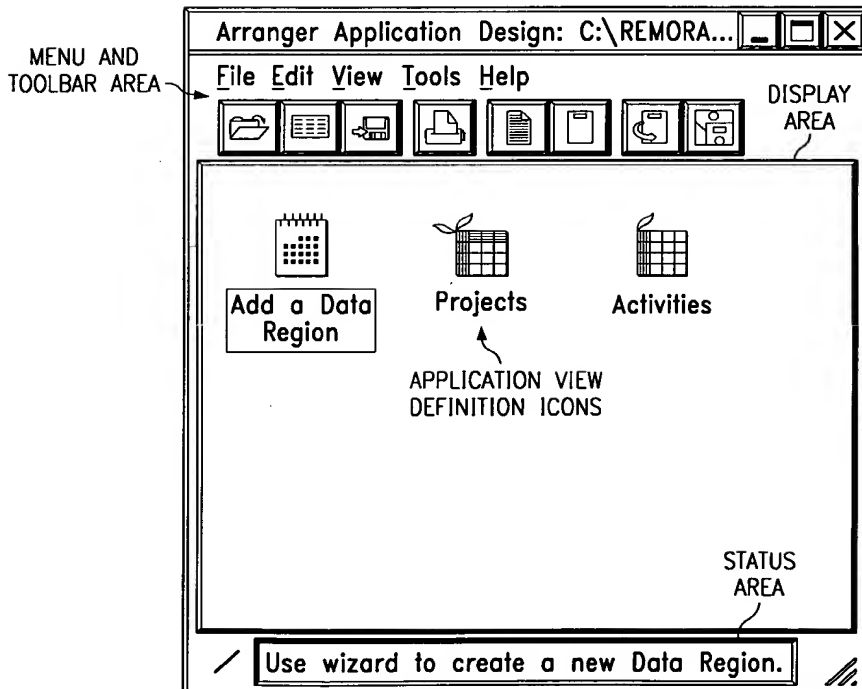 Arranger Application Design: C:\REMORA...
MENU AND
TOOLBAR AREA
File Edit View Tools Help
DISPLAY
AREA
Add a Data
Region
Projects
Activities
APPLICATION VIEW
DEFINITION ICONS
STATUS
AREA
Use wizard to create a new Data Region.